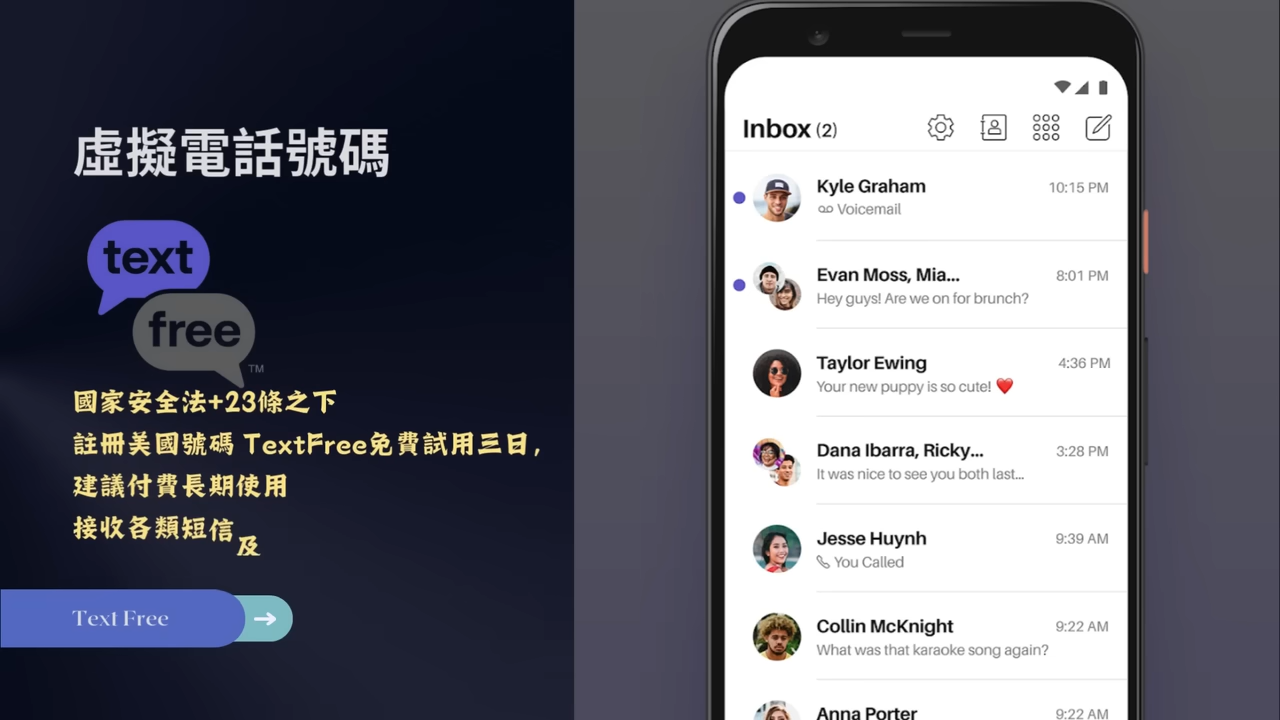 虛擬電話號碼
text
free
TM
國家安全法+23條之下
註冊美國號碼 TextFree免費試用三日,
建議付費長期使用
接收各類短信及
Text Free
Inbox (2)
Kyle Graham
10:15 PM
Voicemail
Evan Moss, Mia...
8:01 PM
Hey guys! Are we on for brunch?
Taylor Ewing
4:36 PM
Your new puppy is so cute! ❤️
Dana Ibarra, Ricky...
3:28 PM
It was nice to see you both last...
Jesse Huynh
9:39 AM
You Called
Collin McKnight
9:22 AM
What was that karaoke song again?
Anna Porter
9:22 AM